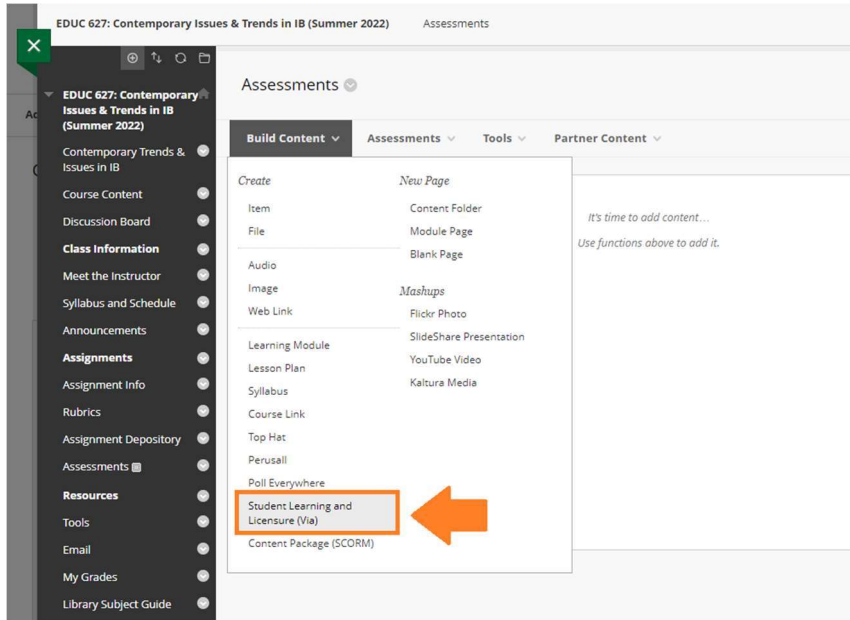 EDUC 627: Contemporary Issues & Trends in IB (Summer 2022) Assessments
EDUC 627: Contemporary
Issues & Trends in IB
(Summer 2022)
Contemporary Trends &
Issues in IB
Course Content
Discussion Board
Class Information
Meet the Instructor
Syllabus and Schedule
Announcements
Assignments
Assignment Info
Rubrics
Assignment Depository
Assessments
Resources
Tools
Email
My Grades
Library Subject Guide
Assessments
Build Content Assessments Tools Partner Content
Create
Item
File
Audio
Image
Web Link
Learning Module
Lesson Plan
Syllabus
Course Link
Top Hat
Perusall
Poll Everywhere
Student Learning and
Licensure (Via)
Content Package (SCORM)
New Page
Content Folder
Module Page
Blank Page
Mashups
Flickr Photo
SlideShare Presentation
YouTube Video
Kaltura Media
It's time to add content...
Use functions above to add it.